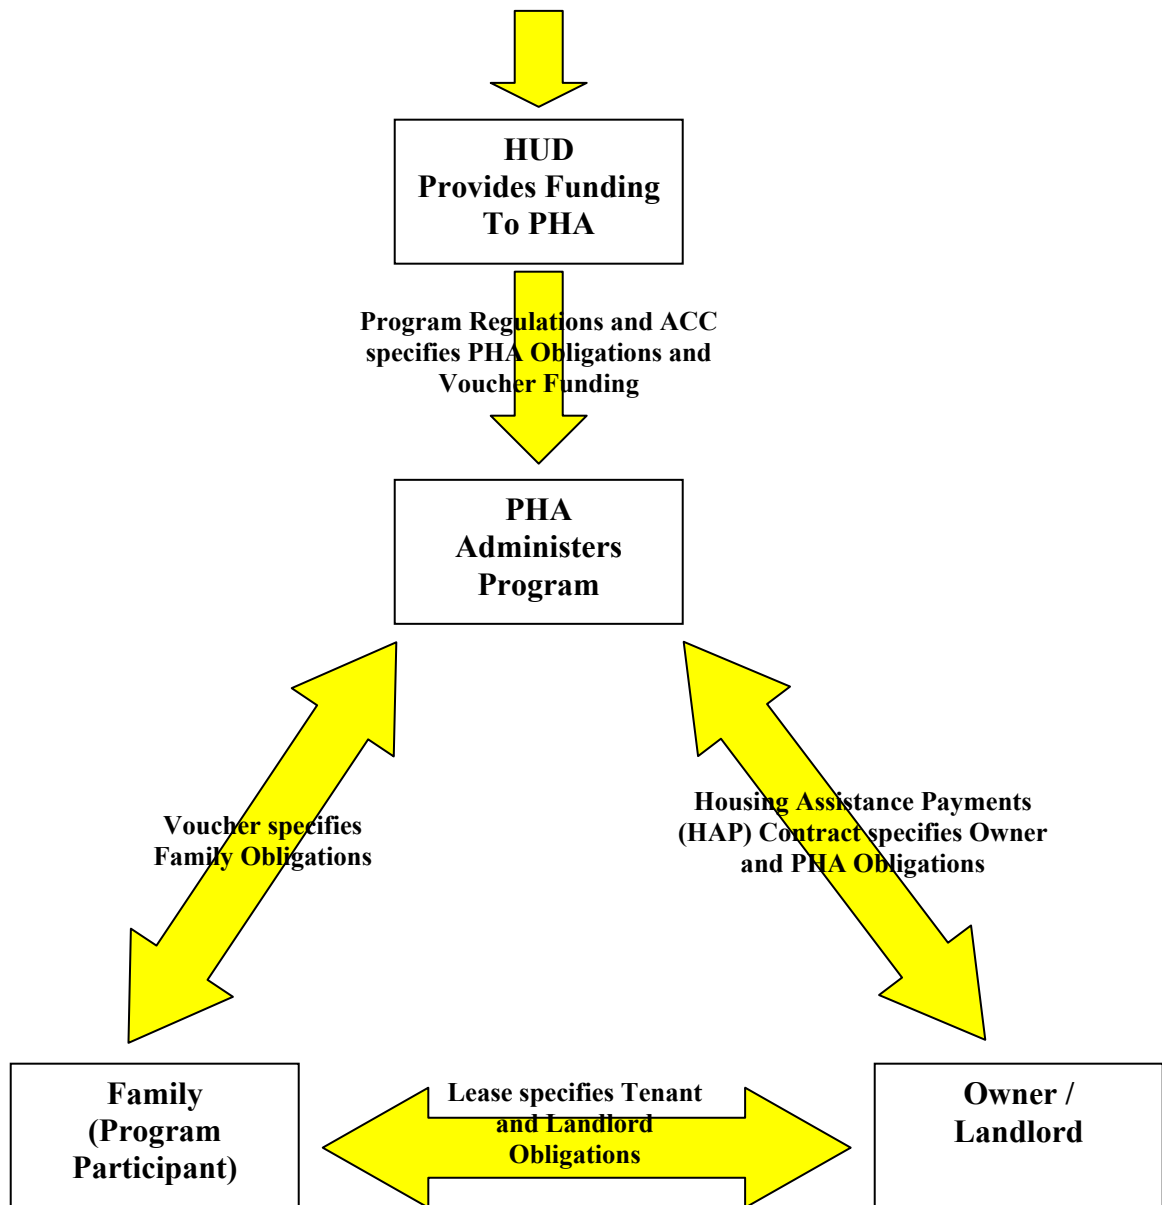 HUD
Provides Funding
To PHA
Program Regulations and ACC
specifies PHA Obligations and
Voucher Funding
PHA
Administers
Program
Voucher specifies
Family Obligations
Housing Assistance Payments
(HAP) Contract specifies Owner
and PHA Obligations
Family
(Program
Participant)
Lease specifies Tenant
and Landlord
Obligations
Owner /
Landlord